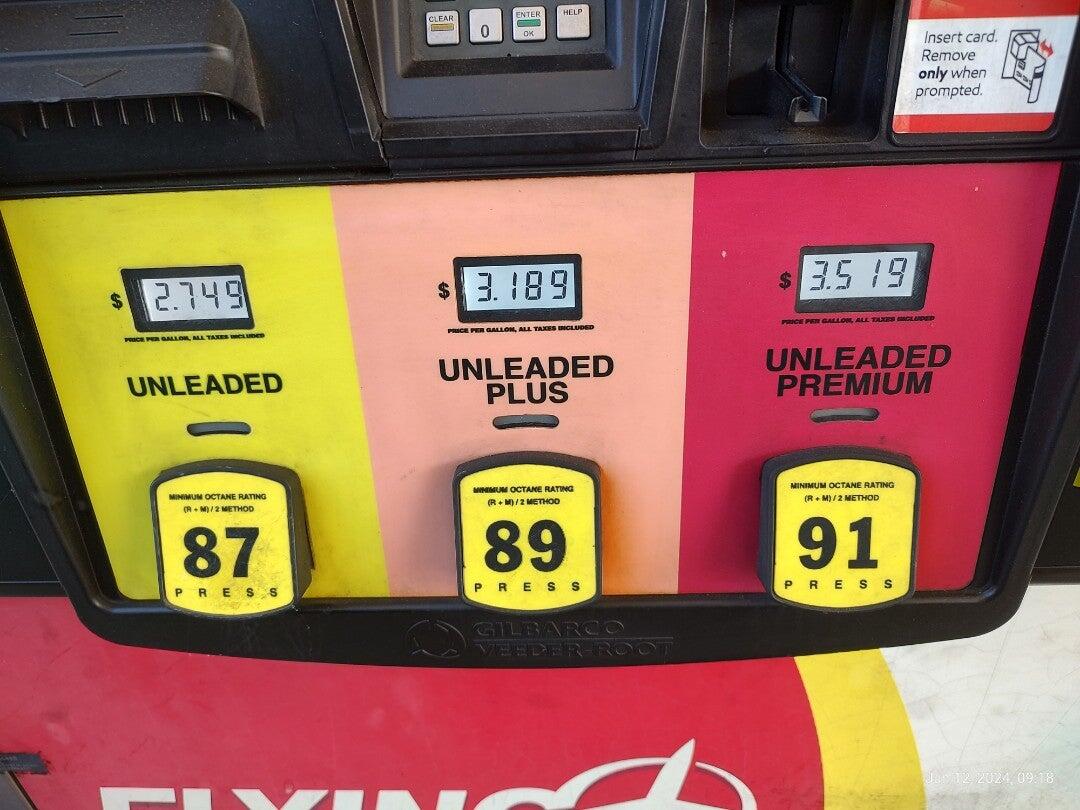 CLEAR
0
ENTER
OK
HELP
Insert card.
Remove
only when
prompted.
$ 2.749
PRICE PER GALLON, ALL TAXES INCLUDED
UNLEADED
MINIMUM OCTANE RATING
(R + M) / 2 METHOD
87
PRESS
$ 3.189
PRICE PER GALLON, ALL TAXES INCLUDED
UNLEADED
PLUS
MINIMUM OCTANE RATING
(R + M) / 2 METHOD
89
PRESS
$ 3.519
PRICE PER GALLON, ALL TAXES INCLUDED
UNLEADED
PREMIUM
MINIMUM OCTANE RATING
(R + M) / 2 METHOD
91
PRESS
GILBARCO
VEEDER-ROOT
FLYING
Jun 12, 2024, 09:18